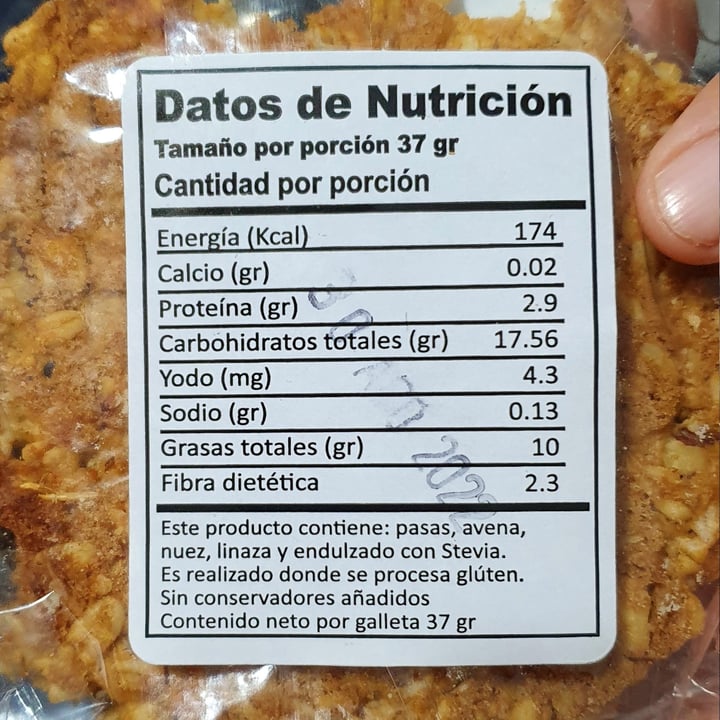 Datos de Nutrición
Tamaño por porción 37 gr
Cantidad por porción
Energía (Kcal) 174
Calcio (gr) 0.02
Proteína (gr) 2.9
Carbohidratos totales (gr) 17.56
Yodo (mg) 4.3
Sodio (gr) 0.13
Grasas totales (gr) 10
Fibra dietética 2.3
30 2022
Este producto contiene: pasas, avena,
nuez, linaza y endulzado con Stevia.
Es realizado donde se procesa glúten.
Sin conservadores añadidos
Contenido neto por galleta 37 gr